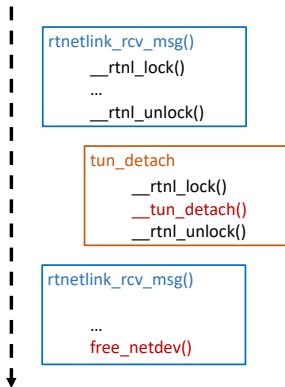 rtnetlink_rcv_msg()
__rtnl_lock()
...
__rtnl_unlock()
tun_detach
__rtnl_lock()
__tun_detach()
__rtnl_unlock()
rtnetlink_rcv_msg()
...
free_netdev()